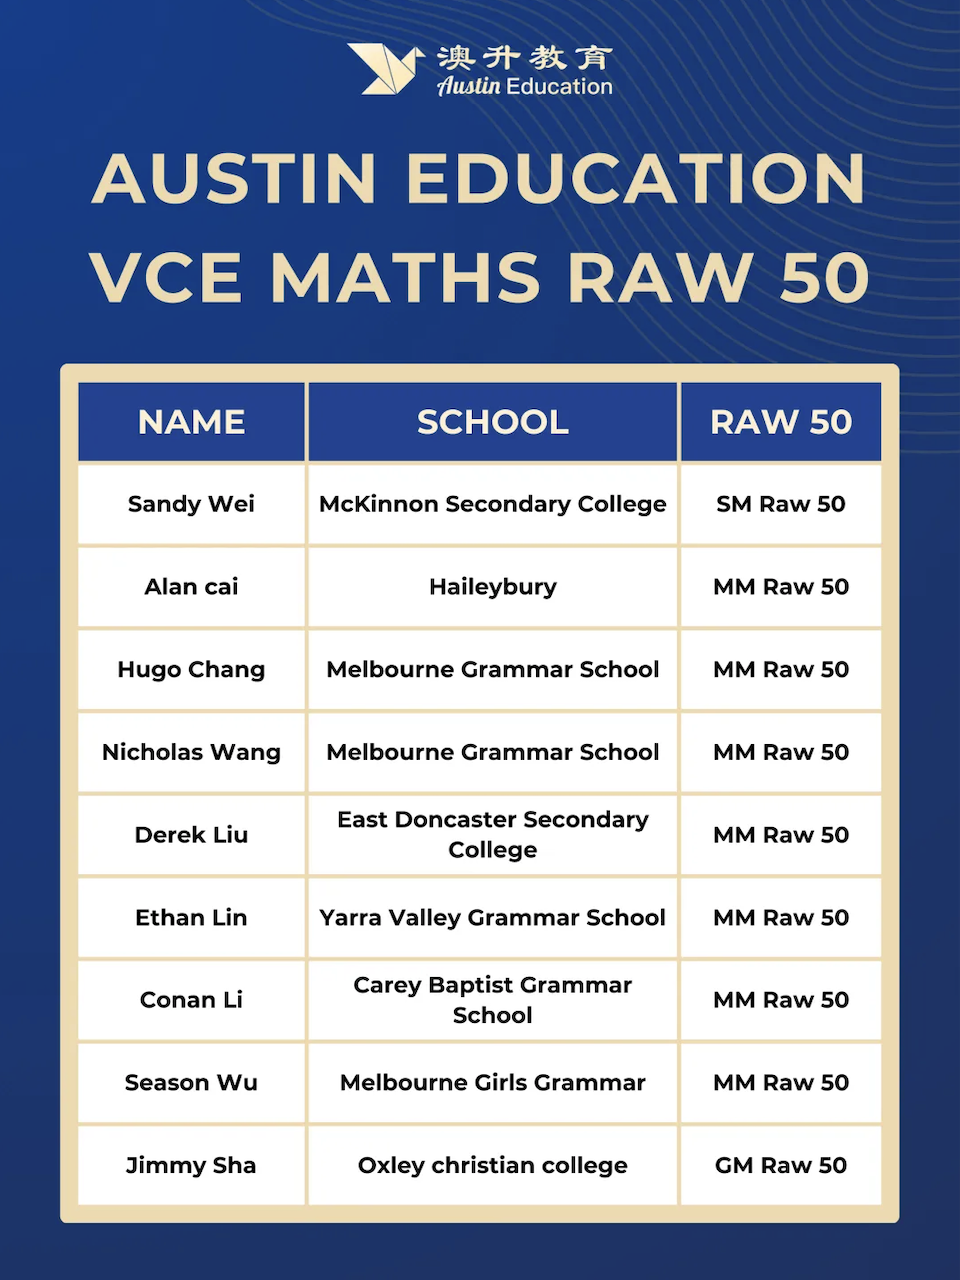 澳升教育
Austin Education
AUSTIN EDUCATION
VCE MATHS RAW 50
NAME SCHOOL RAW 50
Sandy Wei McKinnon Secondary College SM Raw 50
Alan cai Haileybury MM Raw 50
Hugo Chang Melbourne Grammar School MM Raw 50
Nicholas Wang Melbourne Grammar School MM Raw 50
Derek Liu East Doncaster Secondary
College MM Raw 50
Ethan Lin Yarra Valley Grammar School MM Raw 50
Conan Li Carey Baptist Grammar
School MM Raw 50
Season Wu Melbourne Girls Grammar MM Raw 50
Jimmy Sha Oxley christian college GM Raw 50